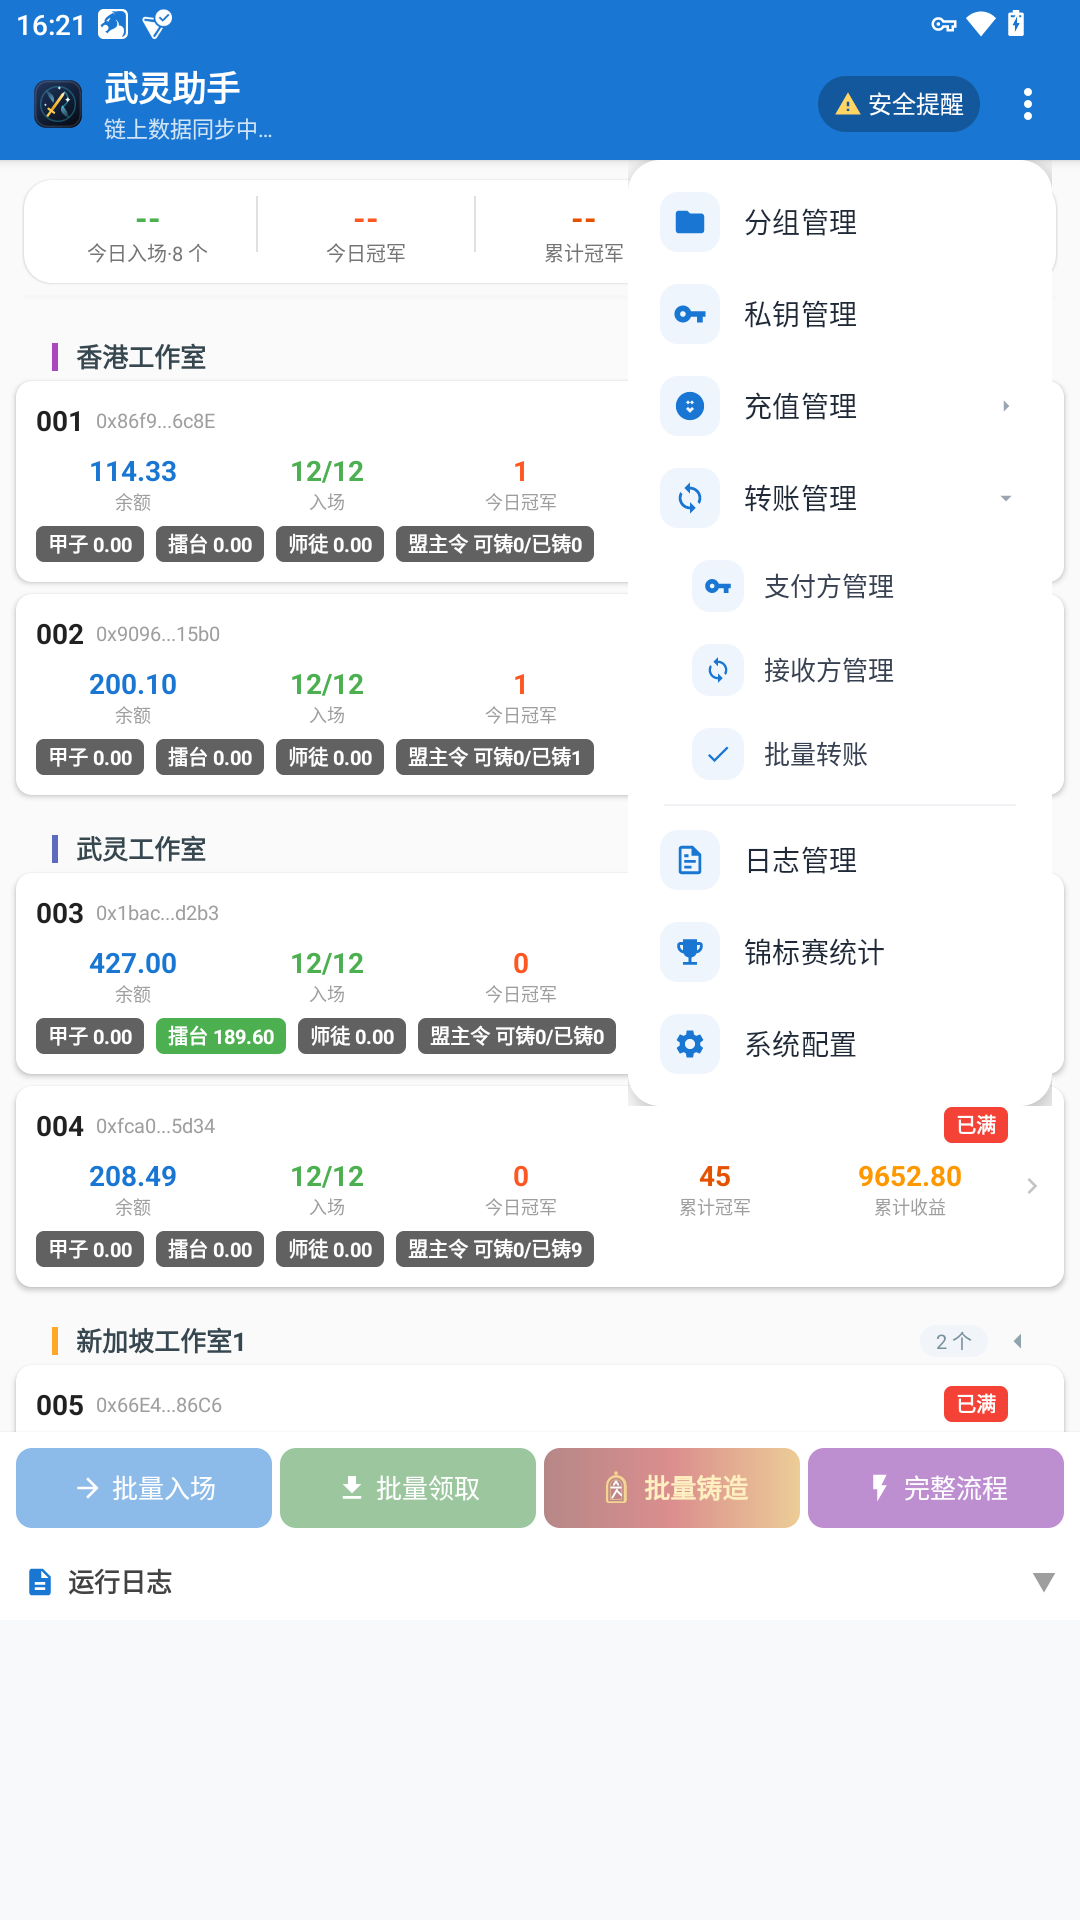 16:21
武灵助手
链上数据同步中...
安全提醒
--
今日入场·8 个
--
今日冠军
--
累计冠军
分组管理
私钥管理
充值管理
转账管理
支付方管理
接收方管理
批量转账
日志管理
锦标赛统计
系统配置
香港工作室
001 0x86f9...6c8E
114.33 12/12 1
余额 入场 今日冠军
甲子 0.00 擂台 0.00 师徒 0.00 盟主令 可铸0/已铸0
002 0x9096...15b0
200.10 12/12 1
余额 入场 今日冠军
甲子 0.00 擂台 0.00 师徒 0.00 盟主令 可铸0/已铸1
武灵工作室
003 0x1bac...d2b3
427.00 12/12 0
余额 入场 今日冠军
甲子 0.00 擂台 189.60 师徒 0.00 盟主令 可铸0/已铸0
004 0xfca0...5d34 已满
208.49 12/12 0 45 9652.80
余额 入场 今日冠军 累计冠军 累计收益
甲子 0.00 擂台 0.00 师徒 0.00 盟主令 可铸0/已铸9
新加坡工作室1 2 个
005 0x66E4...86C6 已满
批量入场 批量领取 批量铸造 完整流程
运行日志